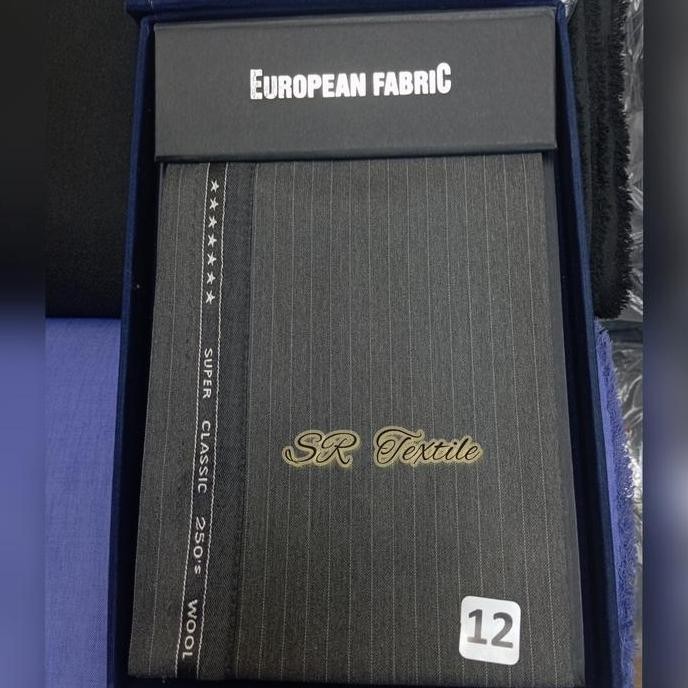 EUROPEAN FABRIC
★★★★★★★ SUPER CLASSIC 250's WOOL
SR Textile
12